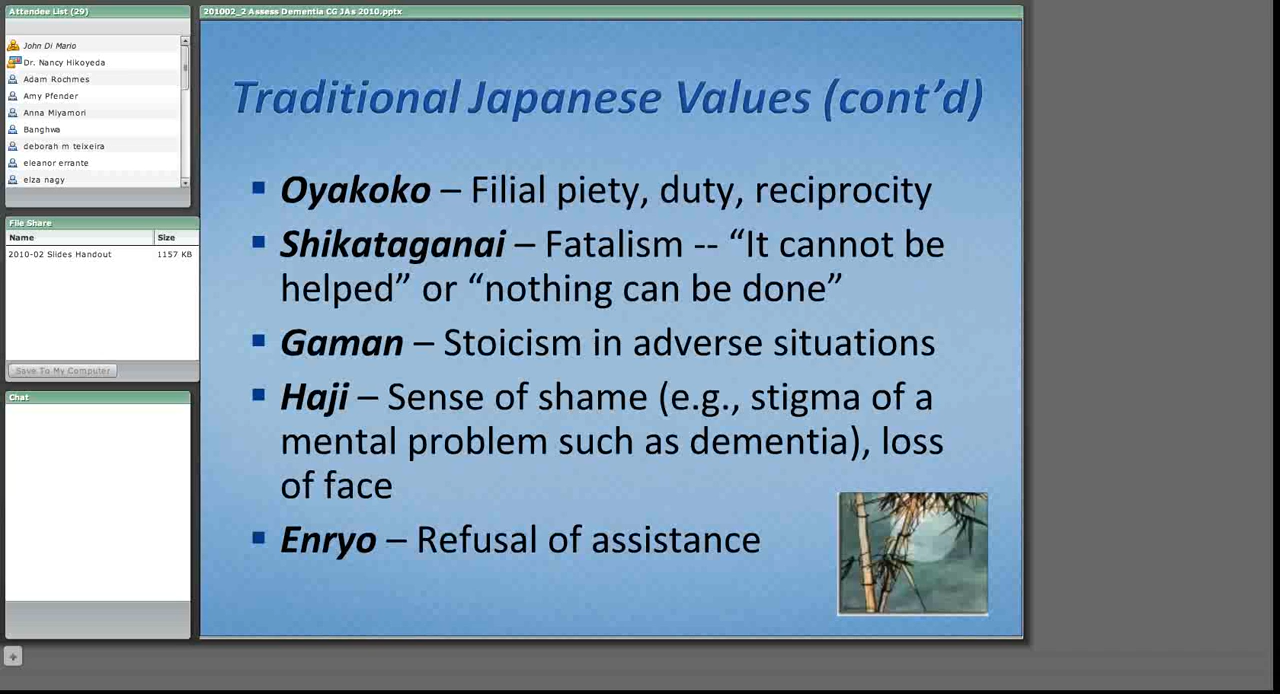 Attendee List (29)
John Di Mario
Dr. Nancy Hikoyeda
Adam Rochmes
Amy Pfender
Anna Miyamori
Banghwa
deborah m teixeira
eleanor errante
elza nagy
File Share
Name Size
2010-02 Slides Handout 1157 KB
Save To My Computer
Chat
201002_2 Assess Dementia CG JAs 2010.pptx
Traditional Japanese Values (cont’d)
▪ Oyakoko – Filial piety, duty, reciprocity
▪ Shikataganai – Fatalism -- “It cannot be
helped” or “nothing can be done”
▪ Gaman – Stoicism in adverse situations
▪ Haji – Sense of shame (e.g., stigma of a
mental problem such as dementia), loss
of face
▪ Enryo – Refusal of assistance